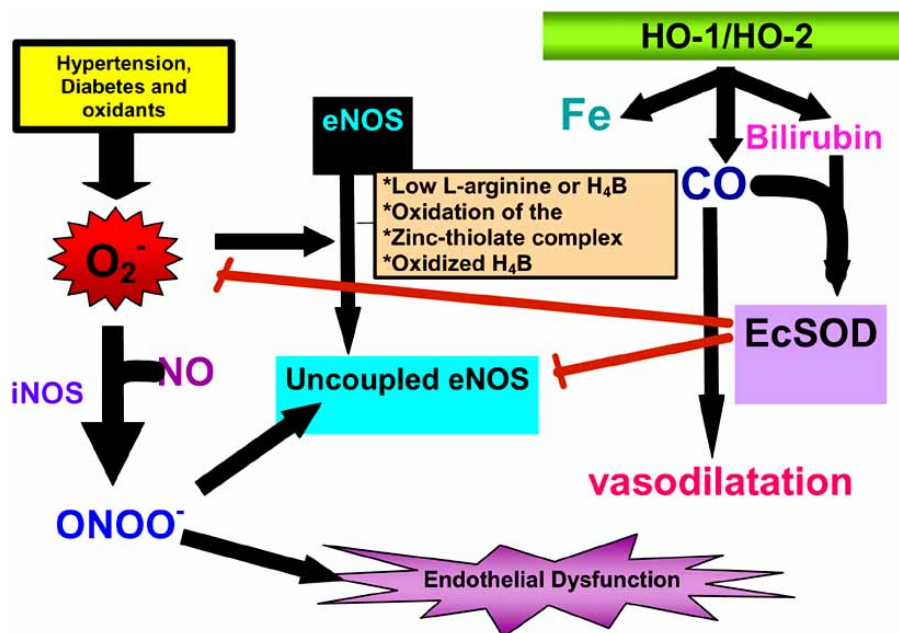 Hypertension,
Diabetes and
oxidants
HO-1/HO-2
eNOS
Fe
Bilirubin
CO
*Low L-arginine or H₄B
*Oxidation of the
*Zinc-thiolate complex
*Oxidized H₄B
O₂⁻
EcSOD
NO
iNOS
Uncoupled eNOS
vasodilatation
ONOO⁻
Endothelial Dysfunction